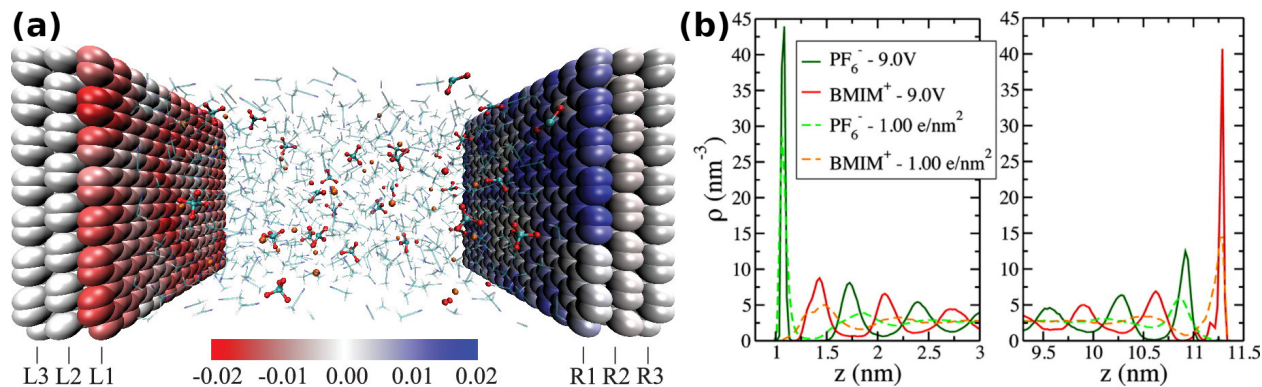 (a)
L3 L2 L1
-0.02 -0.01 0.00 0.01 0.02
R1 R2 R3
(b)
45
40
35
30
25
20
15
10
5
0
ρ (nm⁻³)
1 1.5 2 2.5 3
z (nm)
PF₆⁻ - 9.0V
BMIM⁺ - 9.0V
PF₆⁻ - 1.00 e/nm²
BMIM⁺ - 1.00 e/nm²
45
40
35
30
25
20
15
10
5
0
9.5 10 10.5 11 11.5
z (nm)